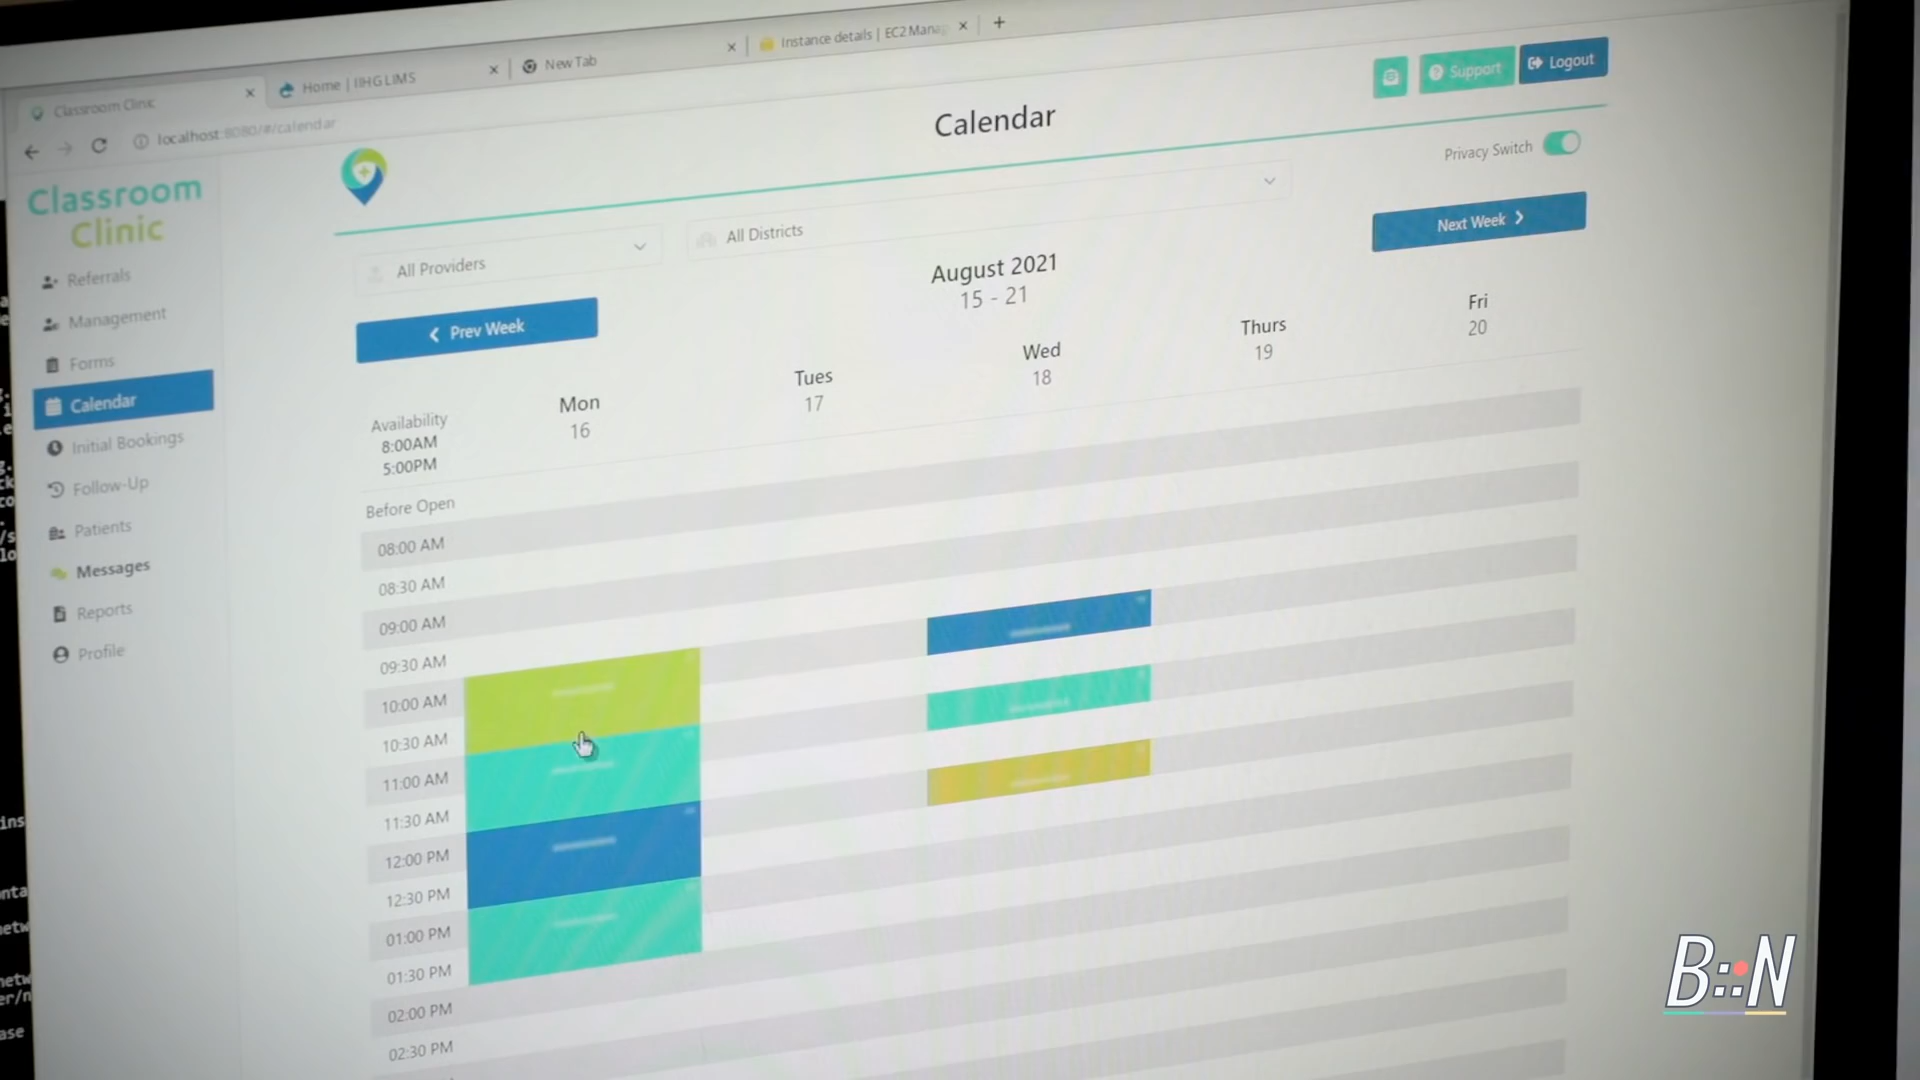 Classroom Clinic
Home | IIHG LIMS
New Tab
Instance details | EC2 Manag
localhost:8080/#/calendar
Support
Logout
Calendar
Privacy Switch
Classroom
Clinic
Referrals
Management
Forms
Calendar
Initial Bookings
Follow-Up
Patients
Messages
Reports
Profile
All Providers
All Districts
Prev Week
August 2021
15 - 21
Next Week
Availability
8:00AM
5:00PM
Mon
16
Tues
17
Wed
18
Thurs
19
Fri
20
Before Open
08:00 AM
08:30 AM
09:00 AM
09:30 AM
10:00 AM
10:30 AM
11:00 AM
11:30 AM
12:00 PM
12:30 PM
01:00 PM
01:30 PM
02:00 PM
02:30 PM
B::N